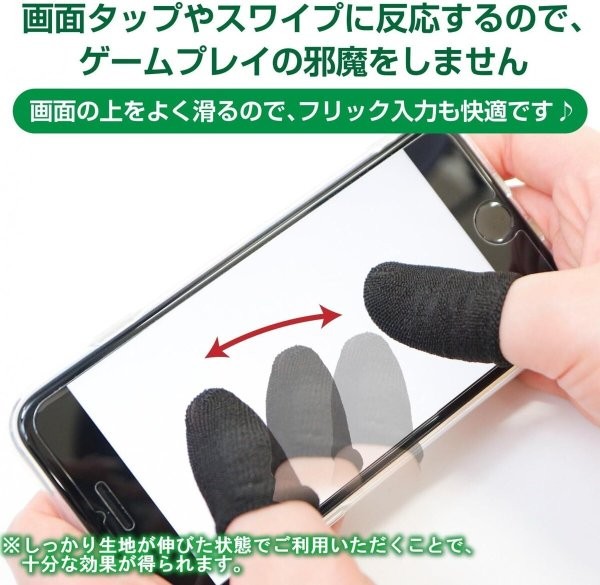 画面タップやスワイプに反応するので、
ゲームプレイの邪魔をしません
画面の上をよく滑るので、フリック入力も快適です♪
※しっかり生地が伸びた状態でご利用いただくことで、
十分な効果が得られます。